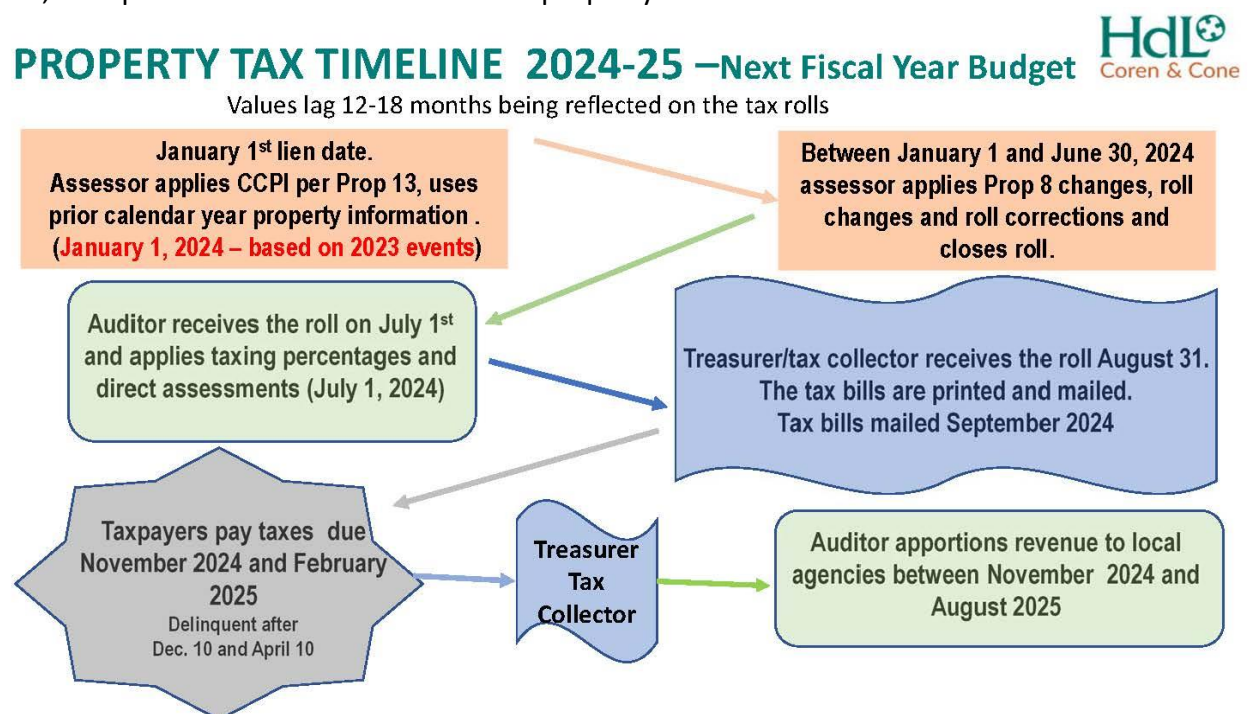 PROPERTY TAX TIMELINE 2024-25 –Next Fiscal Year Budget
HdL
Coren & Cone
Values lag 12-18 months being reflected on the tax rolls
January 1st lien date.
Assessor applies CCPI per Prop 13, uses
prior calendar year property information .
(January 1, 2024 – based on 2023 events)
Between January 1 and June 30, 2024
assessor applies Prop 8 changes, roll
changes and roll corrections and
closes roll.
Auditor receives the roll on July 1st
and applies taxing percentages and
direct assessments (July 1, 2024)
Treasurer/tax collector receives the roll August 31.
The tax bills are printed and mailed.
Tax bills mailed September 2024
Taxpayers pay taxes due
November 2024 and February
2025
Delinquent after
Dec. 10 and April 10
Treasurer
Tax
Collector
Auditor apportions revenue to local
agencies between November 2024 and
August 2025